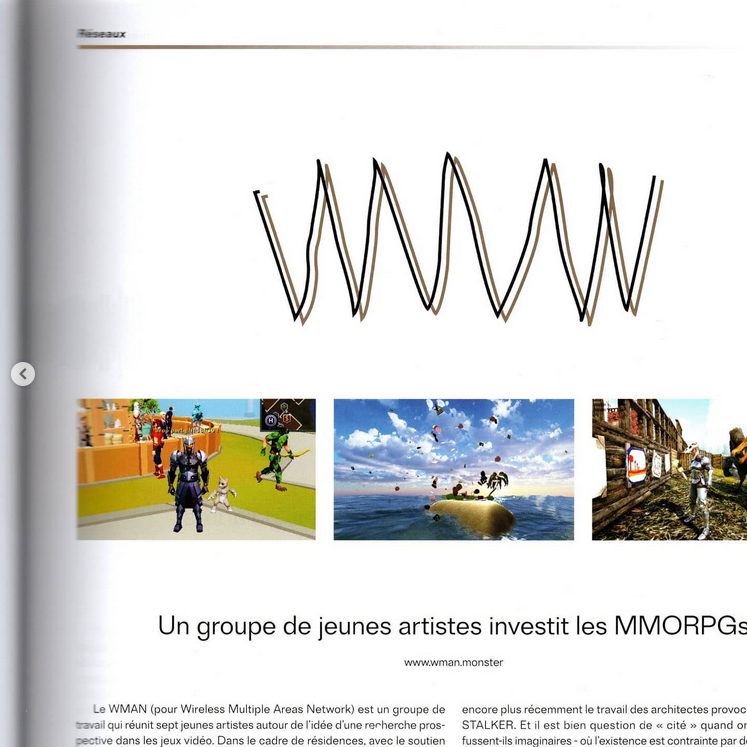 Réseaux
WMAN
Un groupe de jeunes artistes investit les MMORPGs
www.wman.monster
Le WMAN (pour Wireless Multiple Areas Network) est un groupe de
travail qui réunit sept jeunes artistes autour de l'idée d'une recherche pros-
pective dans les jeux vidéo. Dans le cadre de résidences, avec le soutien
encore plus récemment le travail des architectes provoc
STALKER. Et il est bien question de « cité » quand on
fussent-ils imaginaires - où l'existence est contrainte par d